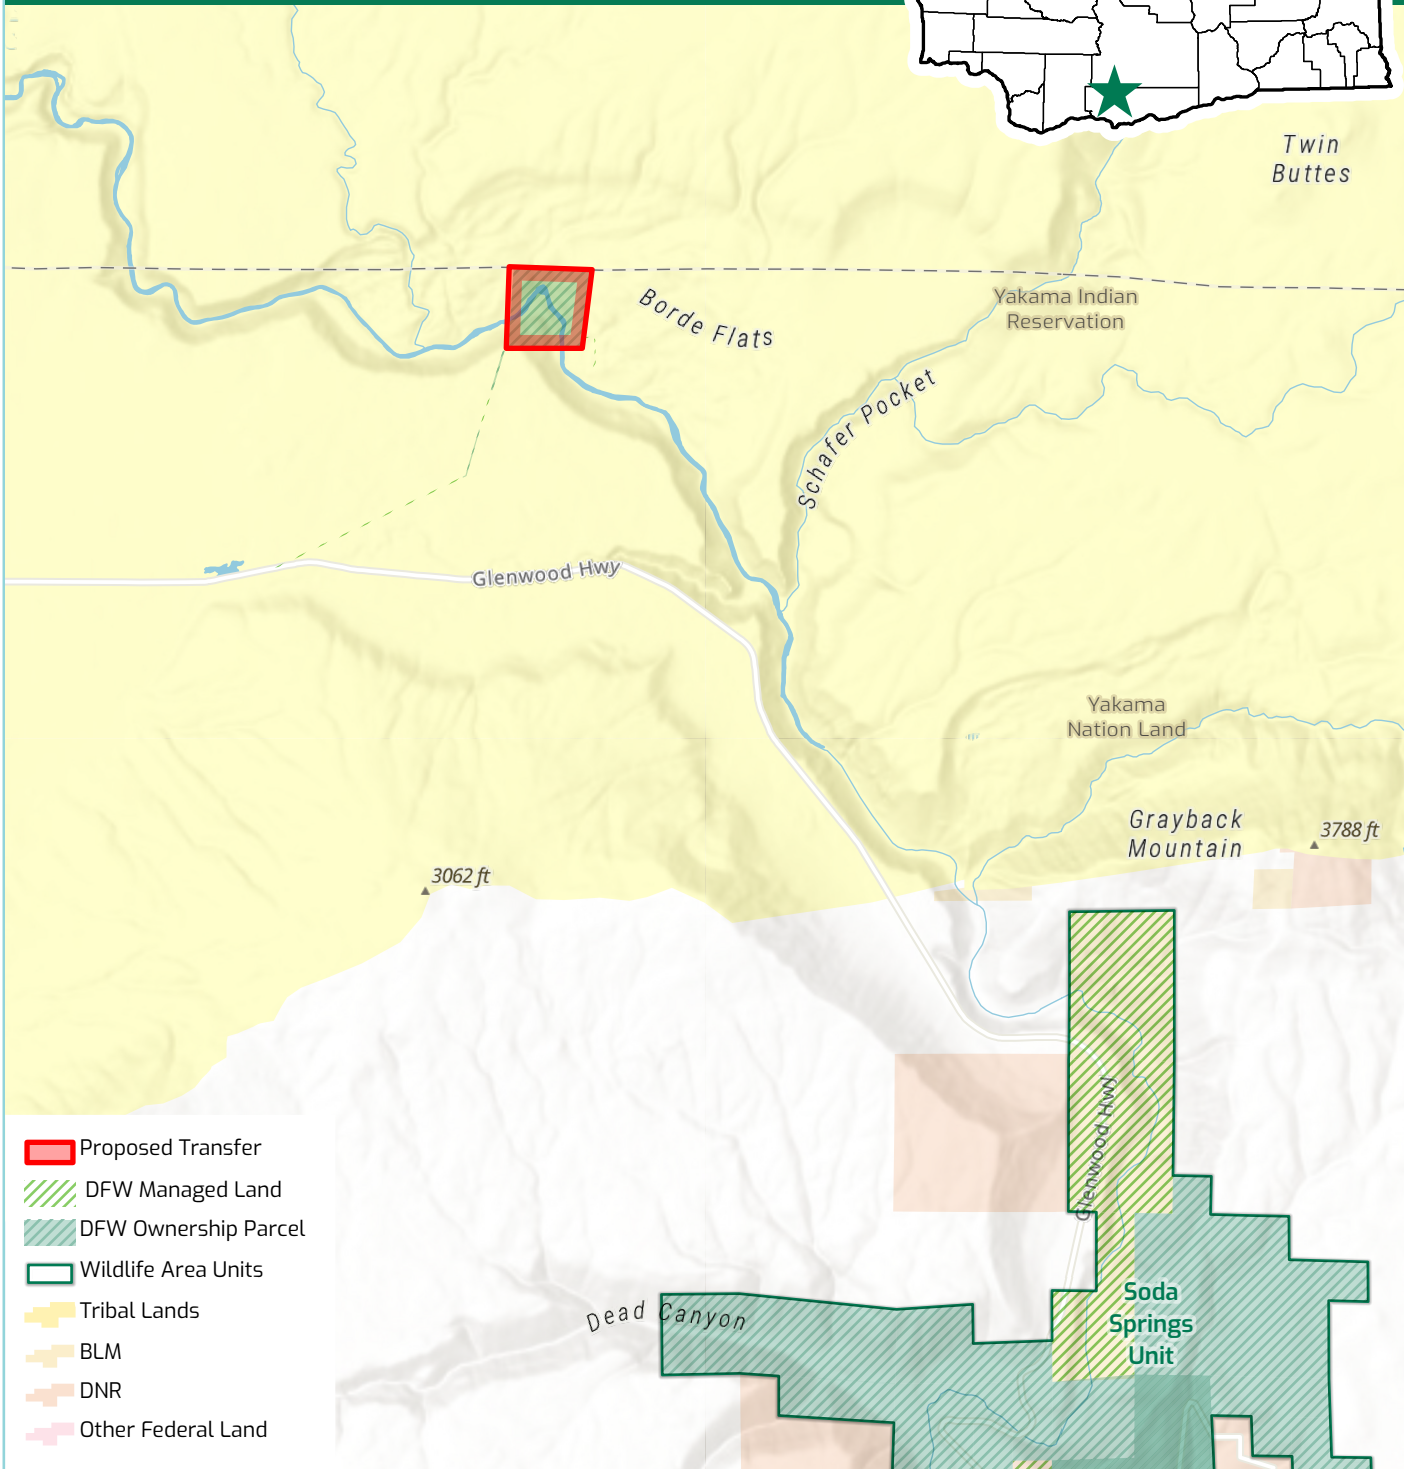 Twin
Buttes
Borde Flats
Yakama Indian
Reservation
Schafer Pocket
Glenwood Hwy
Yakama
Nation Land
Grayback
Mountain
3788 ft
3062 ft
Glenwood Hwy
Dead Canyon
Soda
Springs
Unit
Proposed Transfer
DFW Managed Land
DFW Ownership Parcel
Wildlife Area Units
Tribal Lands
BLM
DNR
Other Federal Land